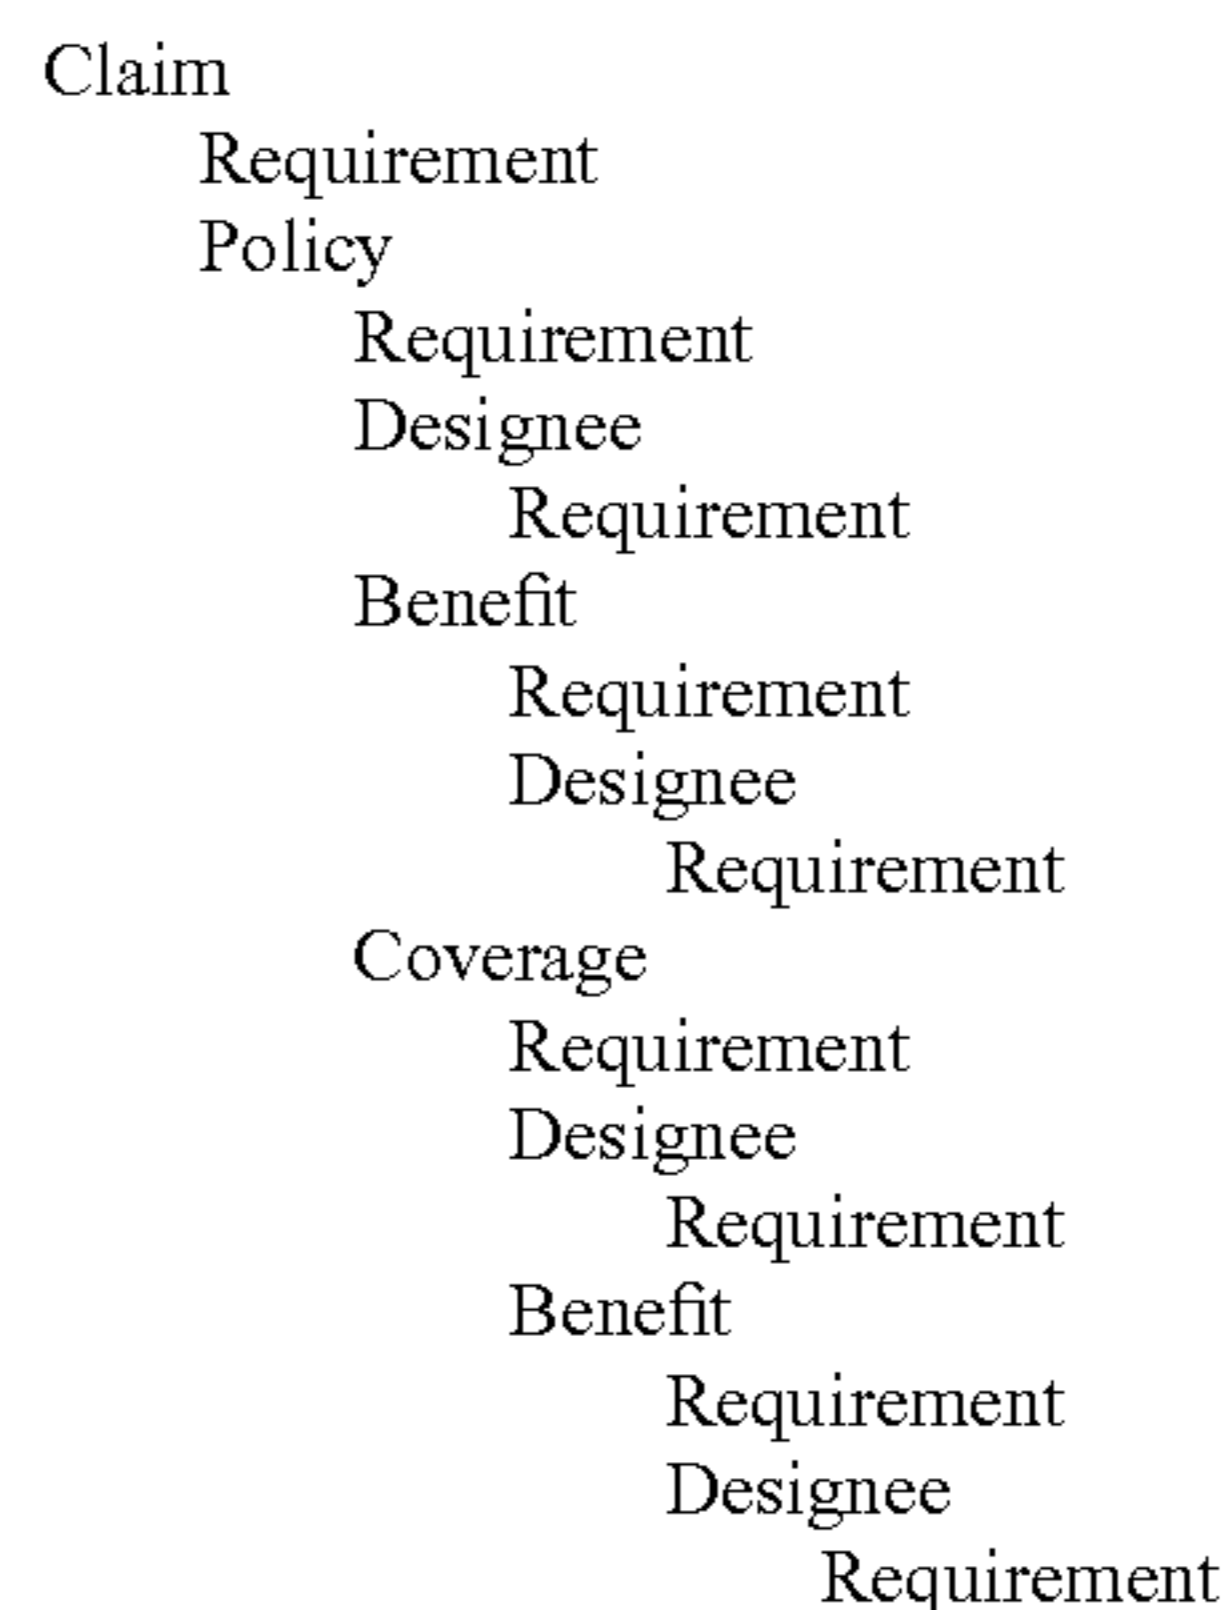 Claim
Requirement
Policy
Requirement
Designee
Requirement
Benefit
Requirement
Designee
Requirement
Coverage
Requirement
Designee
Requirement
Benefit
Requirement
Designee
Requirement